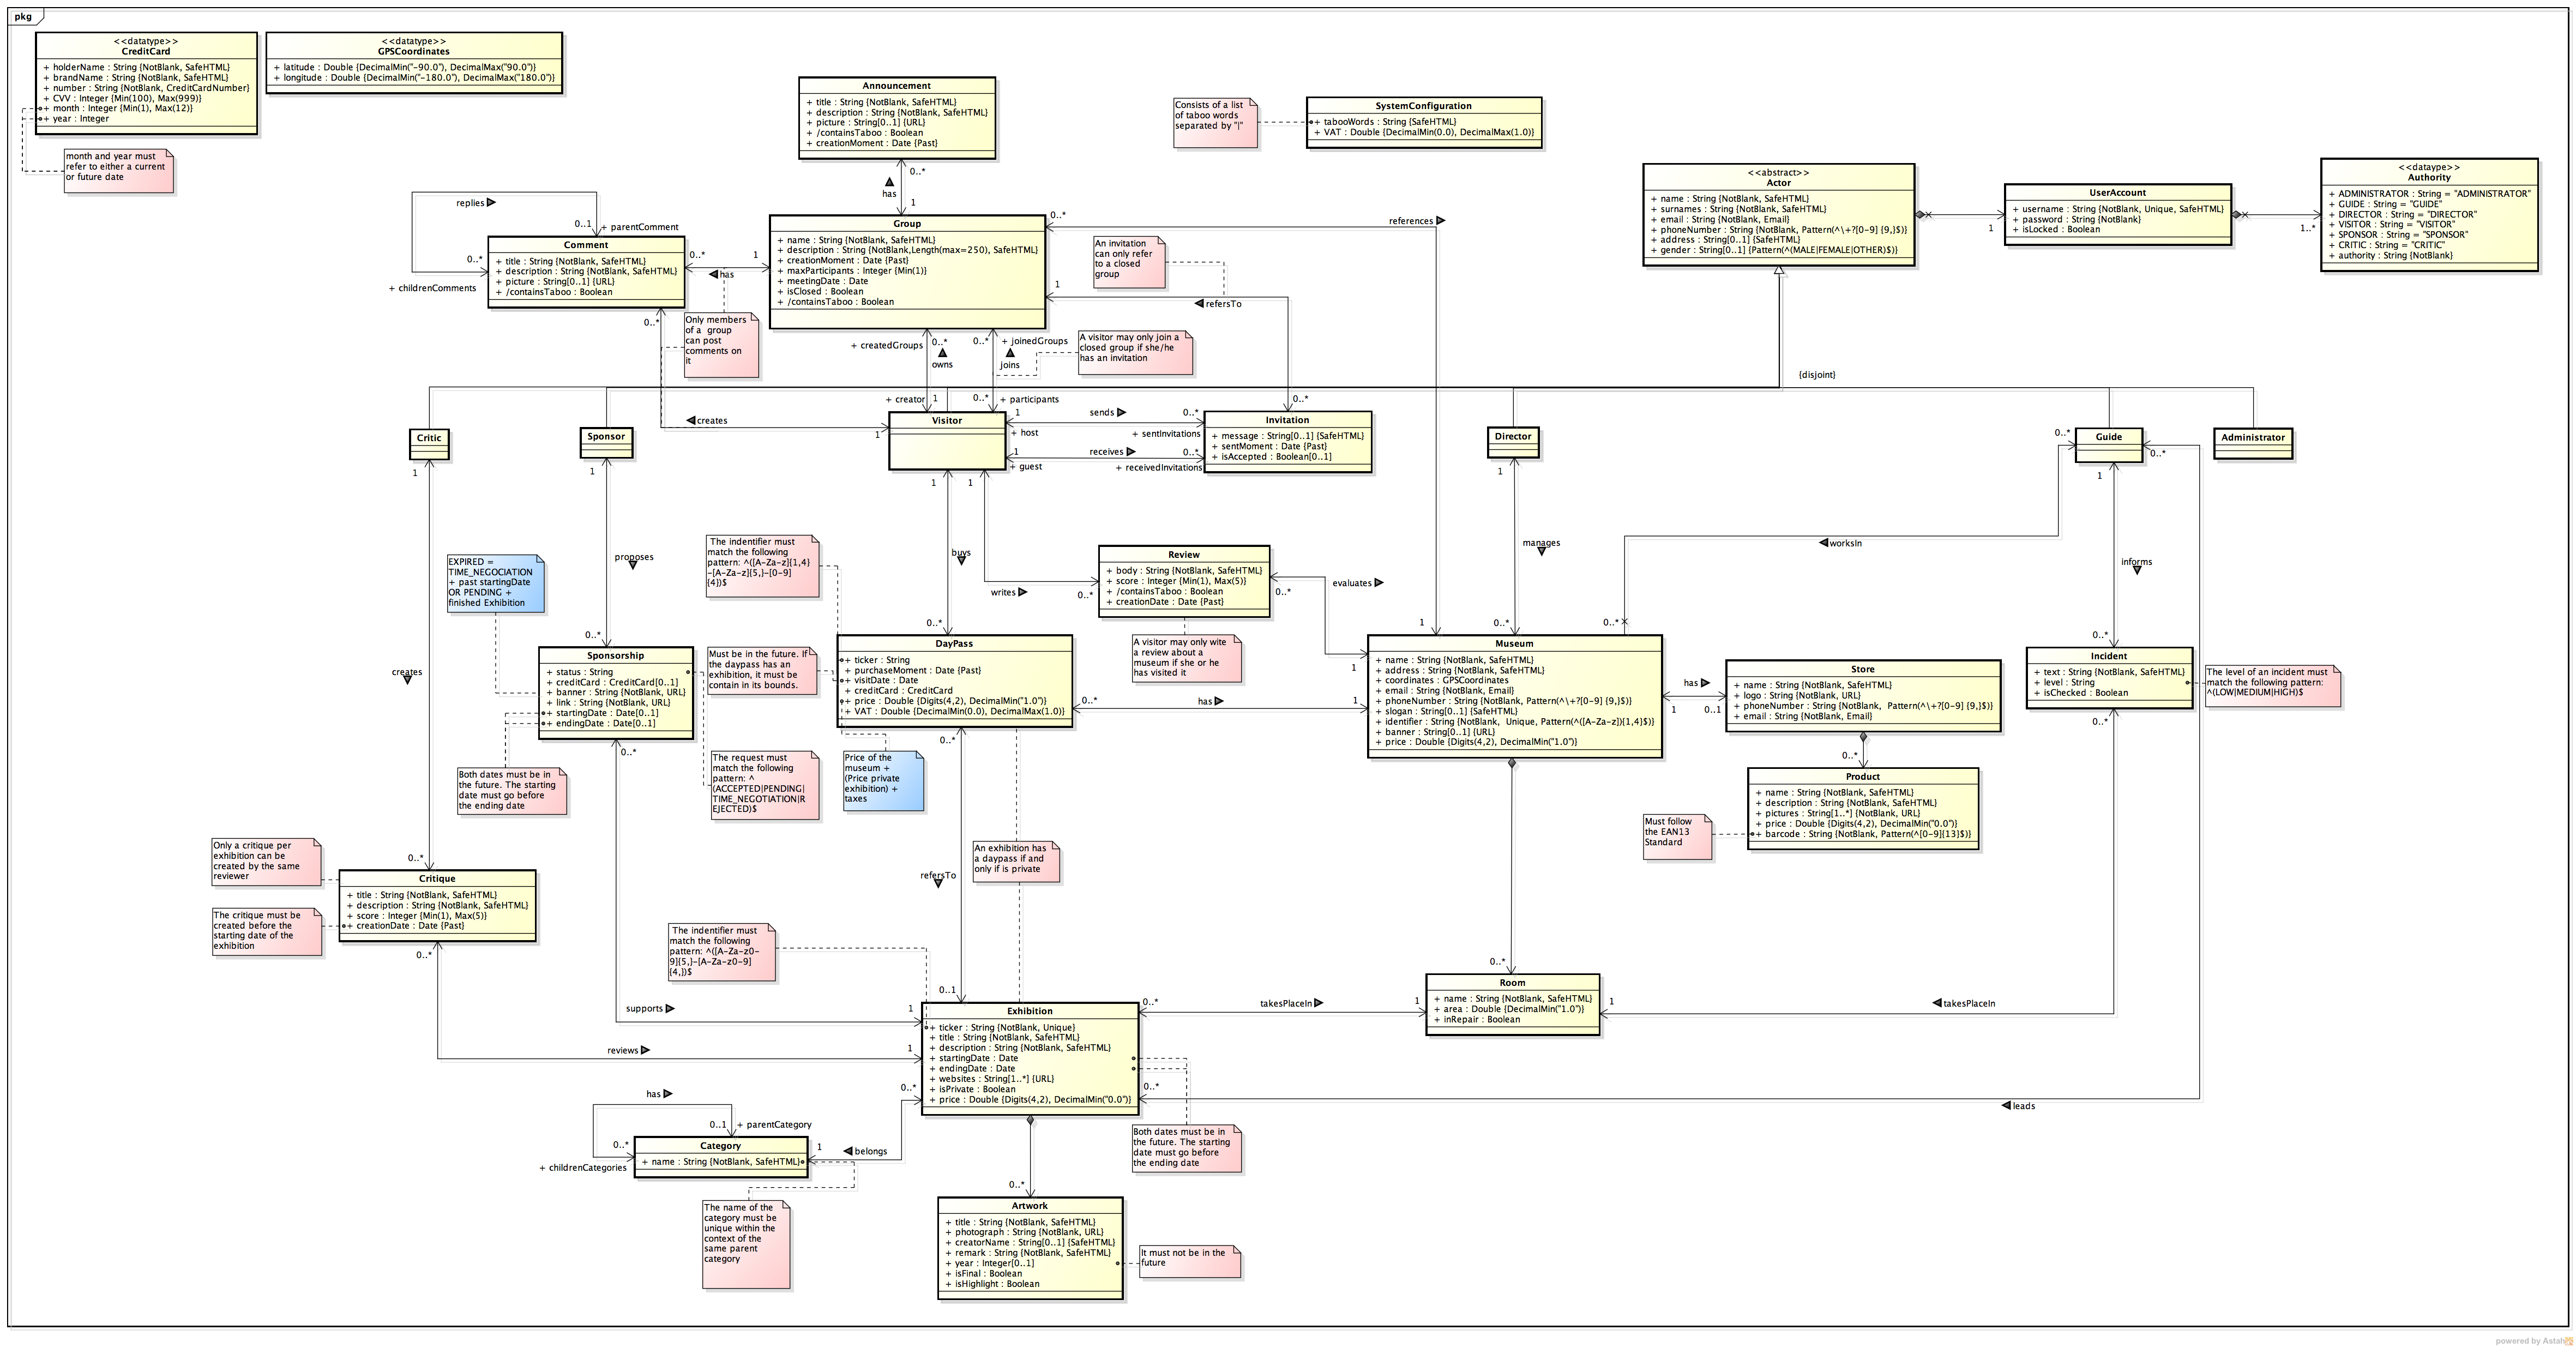 pkg
<<datatype>>
CreditCard
+ holderName : String {NotBlank, SafeHTML}
+ brandName : String {NotBlank, SafeHTML}
+ number : String {NotBlank, CreditCardNumber}
+ CVV : Integer {Min(100), Max(999)}
+ month : Integer {Min(1), Max(12)}
+ year : Integer
month and year must
refer to either a current
or future date
<<datatype>>
GPSCoordinates
+ latitude : Double {DecimalMin("-90.0"), DecimalMax("90.0")}
+ longitude : Double {DecimalMin("-180.0"), DecimalMax("180.0")}
Announcement
+ title : String {NotBlank, SafeHTML}
+ description : String {NotBlank, SafeHTML}
+ picture : String[0..1] {URL}
+ /containsTaboo : Boolean
+ creationMoment : Date {Past}
Consists of a list
of taboo words
separated by "|"
SystemConfiguration
+ tabooWords : String {SafeHTML}
+ VAT : Double {DecimalMin(0.0), DecimalMax(1.0)}
<<abstract>>
Actor
+ name : String {NotBlank, SafeHTML}
+ surnames : String {NotBlank, SafeHTML}
+ email : String {NotBlank, Email}
+ phoneNumber : String {NotBlank, Pattern(^\+?[0-9] {9,}$)}
+ address : String[0..1] {SafeHTML}
+ gender : String[0..1] {Pattern(^(MALE|FEMALE|OTHER)$)}
1
UserAccount
+ username : String {NotBlank, Unique, SafeHTML}
+ password : String {NotBlank}
+ isLocked : Boolean
1..*
<<dataype>>
Authority
+ ADMINISTRATOR : String = "ADMINISTRATOR"
+ GUIDE : String = "GUIDE"
+ DIRECTOR : String = "DIRECTOR"
+ VISITOR : String = "VISITOR"
+ SPONSOR : String = "SPONSOR"
+ CRITIC : String = "CRITIC"
+ authority : String {NotBlank}
0..*
has
1
replies
0..1
+ parentComment
0..*
+ childrenComments
Comment
+ title : String {NotBlank, SafeHTML}
+ description : String {NotBlank, SafeHTML}
+ picture : String[0..1] {URL}
+ /containsTaboo : Boolean
0..*
1
has
Group
+ name : String {NotBlank, SafeHTML}
+ description : String {NotBlank,Length(max=250), SafeHTML}
+ creationMoment : Date {Past}
+ maxParticipants : Integer {Min(1)}
+ meetingDate : Date
+ isClosed : Boolean
+ /containsTaboo : Boolean
0..*
references
An invitation
can only refer
to a closed
group
1
refersTo
0..*
Only members
of a group
can post
comments on
it
+ createdGroups
0..*
owns
0..*
+ joinedGroups
joins
A visitor may only join a
closed group if she/he
has an invitation
{disjoint}
+ creator
1
0..*
+ participants
0..*
creates
1
Critic
1
Sponsor
1
Visitor
1
sends
0..*
+ host
+ sentInvitations
1
receives
0..*
+ guest
+ receivedInvitations
Invitation
+ message : String[0..1] {SafeHTML}
+ sentMoment : Date {Past}
+ isAccepted : Boolean[0..1]
Director
1
0..*
Guide
0..*
1
Administrator
1
1
The indentifier must
match the following
pattern: ^([A-Za-z]{1,4}
-[A-Za-z]{5,}-[0-9]
{4})$
buys
0..*
EXPIRED =
TIME_NEGOCIATION
+ past startingDate
OR PENDING +
finished Exhibition
proposes
0..*
writes
0..*
Review
+ body : String {NotBlank, SafeHTML}
+ score : Integer {Min(1), Max(5)}
+ /containsTaboo : Boolean
+ creationDate : Date {Past}
0..*
evaluates
1
A visitor may only wite
a review about a
museum if she or he
has visited it
manages
0..*
1
worksIn
0..*
informs
0..*
creates
0..*
Sponsorship
+ status : String
+ creditCard : CreditCard[0..1]
+ banner : String {NotBlank, URL}
+ link : String {NotBlank, URL}
+ startingDate : Date[0..1]
+ endingDate : Date[0..1]
0..*
Must be in the future. If
the daypass has an
exhibition, it must be
contain in its bounds.
DayPass
+ ticker : String
+ purchaseMoment : Date {Past}
+ visitDate : Date
+ creditCard : CreditCard
+ price : Double {Digits(4,2), DecimalMin("1.0")}
+ VAT : Double {DecimalMin(0.0), DecimalMax(1.0)}
0..*
has
1
Museum
+ name : String {NotBlank, SafeHTML}
+ address : String {NotBlank, SafeHTML}
+ coordinates : GPSCoordinates
+ email : String {NotBlank, Email}
+ phoneNumber : String {NotBlank, Pattern(^\+?[0-9] {9,}$)}
+ slogan : String[0..1] {SafeHTML}
+ identifier : String {NotBlank, Unique, Pattern(^([A-Za-z]){1,4}$)}
+ banner : String[0..1] {URL}
+ price : Double {Digits(4,2), DecimalMin("1.0")}
has
1
0..1
Store
+ name : String {NotBlank, SafeHTML}
+ logo : String {NotBlank, URL}
+ phoneNumber : String {NotBlank, Pattern(^\+?[0-9] {9,}$)}
+ email : String {NotBlank, Email}
0..*
Incident
+ text : String {NotBlank, SafeHTML}
+ level : String
+ isChecked : Boolean
0..*
The level of an incident must
match the following pattern:
^(LOW|MEDIUM|HIGH)$
Both dates must be in
the future. The starting
date must go before
the ending date
The request must
match the following
pattern: ^
(ACCEPTED|PENDING|
TIME_NEGOTIATION|R
EJECTED)$
0..*
Price of the
museum +
(Price private
exhibition) +
taxes
Product
+ name : String {NotBlank, SafeHTML}
+ description : String {NotBlank, SafeHTML}
+ pictures : String[1..*] {NotBlank, URL}
+ price : Double {Digits(4,2), DecimalMin("0.0")}
+ barcode : String {NotBlank, Pattern(^[0-9]{13}$)}
Must follow
the EAN13
Standard
Only a critique per
exhibition can be
created by the same
reviewer
The critique must be
created before the
starting date of the
exhibition
Critique
+ title : String {NotBlank, SafeHTML}
+ description : String {NotBlank, SafeHTML}
+ score : Integer {Min(1), Max(5)}
+ creationDate : Date {Past}
0..*
An exhibition has
a daypass if and
only if is private
refersTo
0..1
The indentifier must
match the following
pattern: ^([A-Za-z0-
9]{5,}-[A-Za-z0-9]
{4,})$
supports
1
reviews
1
Exhibition
+ ticker : String {NotBlank, Unique}
+ title : String {NotBlank, SafeHTML}
+ description : String {NotBlank, SafeHTML}
+ startingDate : Date
+ endingDate : Date
+ websites : String[1..*] {URL}
+ isPrivate : Boolean
+ price : Double {Digits(4,2), DecimalMin("0.0")}
0..*
takesPlaceIn
1
0..*
Room
+ name : String {NotBlank, SafeHTML}
+ area : Double {DecimalMin("1.0")}
+ inRepair : Boolean
1
takesPlaceIn
0..*
leads
Both dates must be in
the future. The starting
date must go before
the ending date
has
0..1
+ parentCategory
0..*
+ childrenCategories
Category
+ name : String {NotBlank, SafeHTML}
0..*
1
belongs
The name of the
category must be
unique within the
context of the
same parent
category
0..*
Artwork
+ title : String {NotBlank, SafeHTML}
+ photograph : String {NotBlank, URL}
+ creatorName : String[0..1] {SafeHTML}
+ remark : String {NotBlank, SafeHTML}
+ year : Integer[0..1]
+ isFinal : Boolean
+ isHighlight : Boolean
It must not be in the
future
powered by Astah